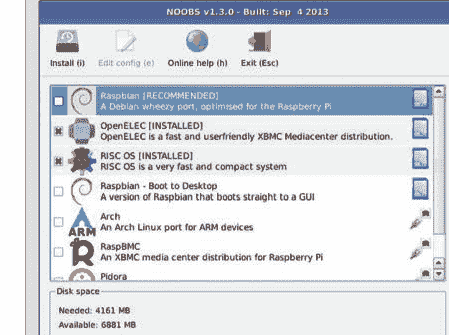 NOOBS v1.3.0 - Built: Sep 4 2013
Install (i) Edit config (e) Online help (h) Exit (Esc)
Raspbian [RECOMMENDED]
A Debian wheezy port, optimised for the Raspberry Pi
OpenELEC [INSTALLED]
OpenELEC is a fast and userfriendly XBMC Mediacenter distribution.
RISC OS [INSTALLED]
RISC OS is a very fast and compact system
Raspbian - Boot to Desktop
A version of Raspbian that boots straight to a GUI
Arch
An Arch Linux port for ARM devices
ARM
RaspBMC
An XBMC media center distribution for Raspberry Pi
Pidora
Disk space
Needed: 4161 MB
Available: 6881 MB